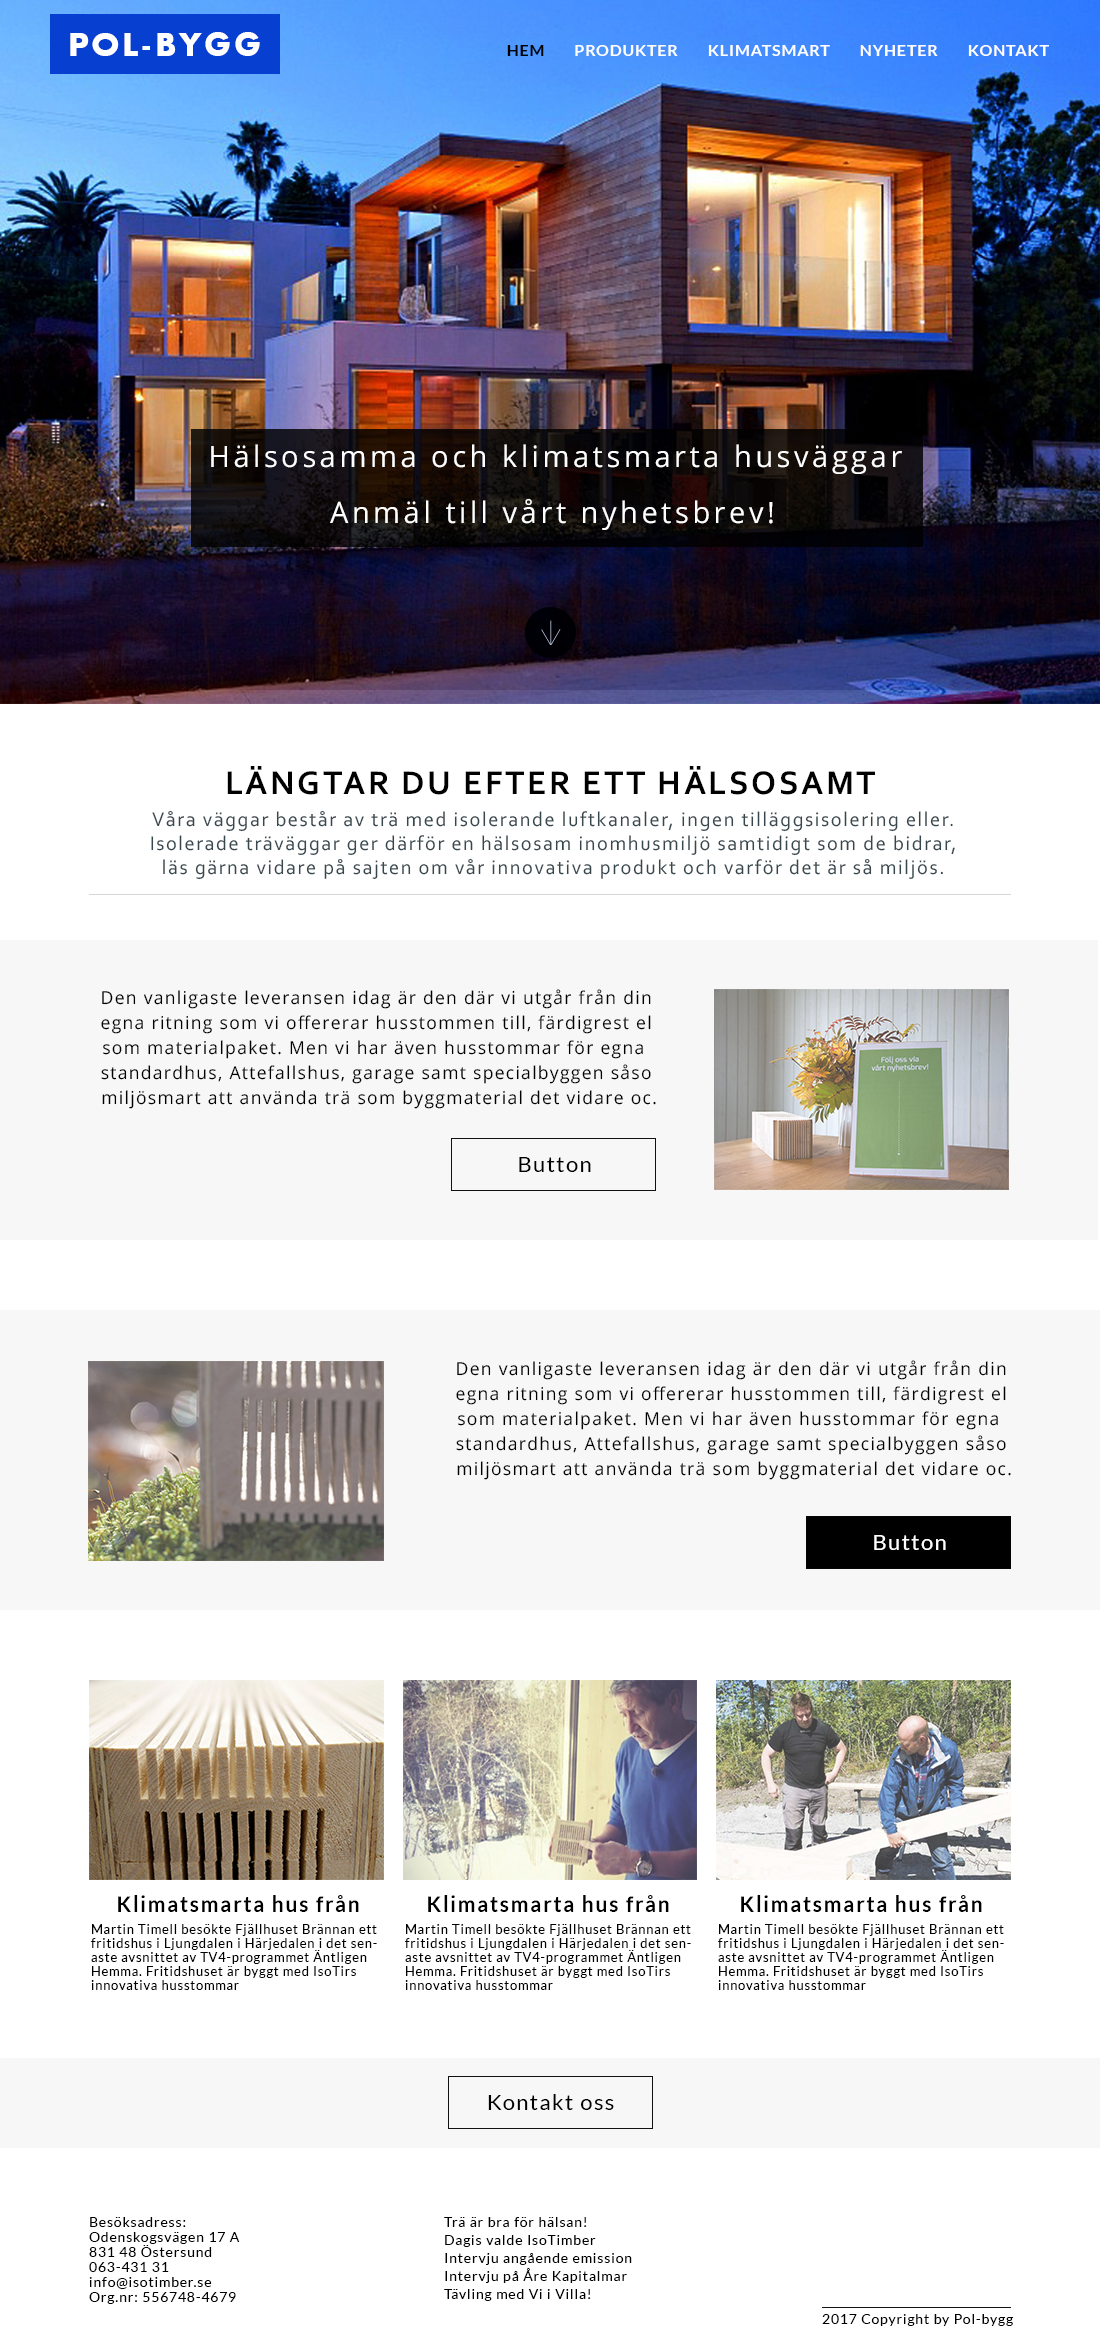 POL-BYGG
HEM PRODUKTER KLIMATSMART NYHETER KONTAKT
Hälsosamma och klimatsmarta husväggar
Anmäl till vårt nyhetsbrev!
LÄNGTAR DU EFTER ETT HÄLSOSAMT
Våra väggar består av trä med isolerande luftkanaler, ingen tilläggsisolering eller.
Isolerade träväggar ger därför en hälsosam inomhusmiljö samtidigt som de bidrar,
läs gärna vidare på sajten om vår innovativa produkt och varför det är så miljös.
Den vanligaste leveransen idag är den där vi utgår från din
egna ritning som vi offererar husstommen till, färdigrest el
som materialpaket. Men vi har även husstommar för egna
standardhus, Attefallshus, garage samt specialbyggen såso
miljösmart att använda trä som byggmaterial det vidare oc.
Button
Följ oss via
vårt nyhetsbrev!
Den vanligaste leveransen idag är den där vi utgår från din
egna ritning som vi offererar husstommen till, färdigrest el
som materialpaket. Men vi har även husstommar för egna
standardhus, Attefallshus, garage samt specialbyggen såso
miljösmart att använda trä som byggmaterial det vidare oc.
Button
Klimatsmarta hus från
Martin Timell besökte Fjällhuset Brännan ett
fritidshus i Ljungdalen i Härjedalen i det sen-
aste avsnittet av TV4-programmet Äntligen
Hemma. Fritidshuset är byggt med IsoTirs
innovativa husstommar
Klimatsmarta hus från
Martin Timell besökte Fjällhuset Brännan ett
fritidshus i Ljungdalen i Härjedalen i det sen-
aste avsnittet av TV4-programmet Äntligen
Hemma. Fritidshuset är byggt med IsoTirs
innovativa husstommar
Klimatsmarta hus från
Martin Timell besökte Fjällhuset Brännan ett
fritidshus i Ljungdalen i Härjedalen i det sen-
aste avsnittet av TV4-programmet Äntligen
Hemma. Fritidshuset är byggt med IsoTirs
innovativa husstommar
Kontakt oss
Besöksadress:
Odenskogsvägen 17 A
831 48 Östersund
063-431 31
info@isotimber.se
Org.nr: 556748-4679
Trä är bra för hälsan!
Dagis valde IsoTimber
Intervju angående emission
Intervju på Åre Kapitalmar
Tävling med Vi i Villa!
2017 Copyright by Pol-bygg